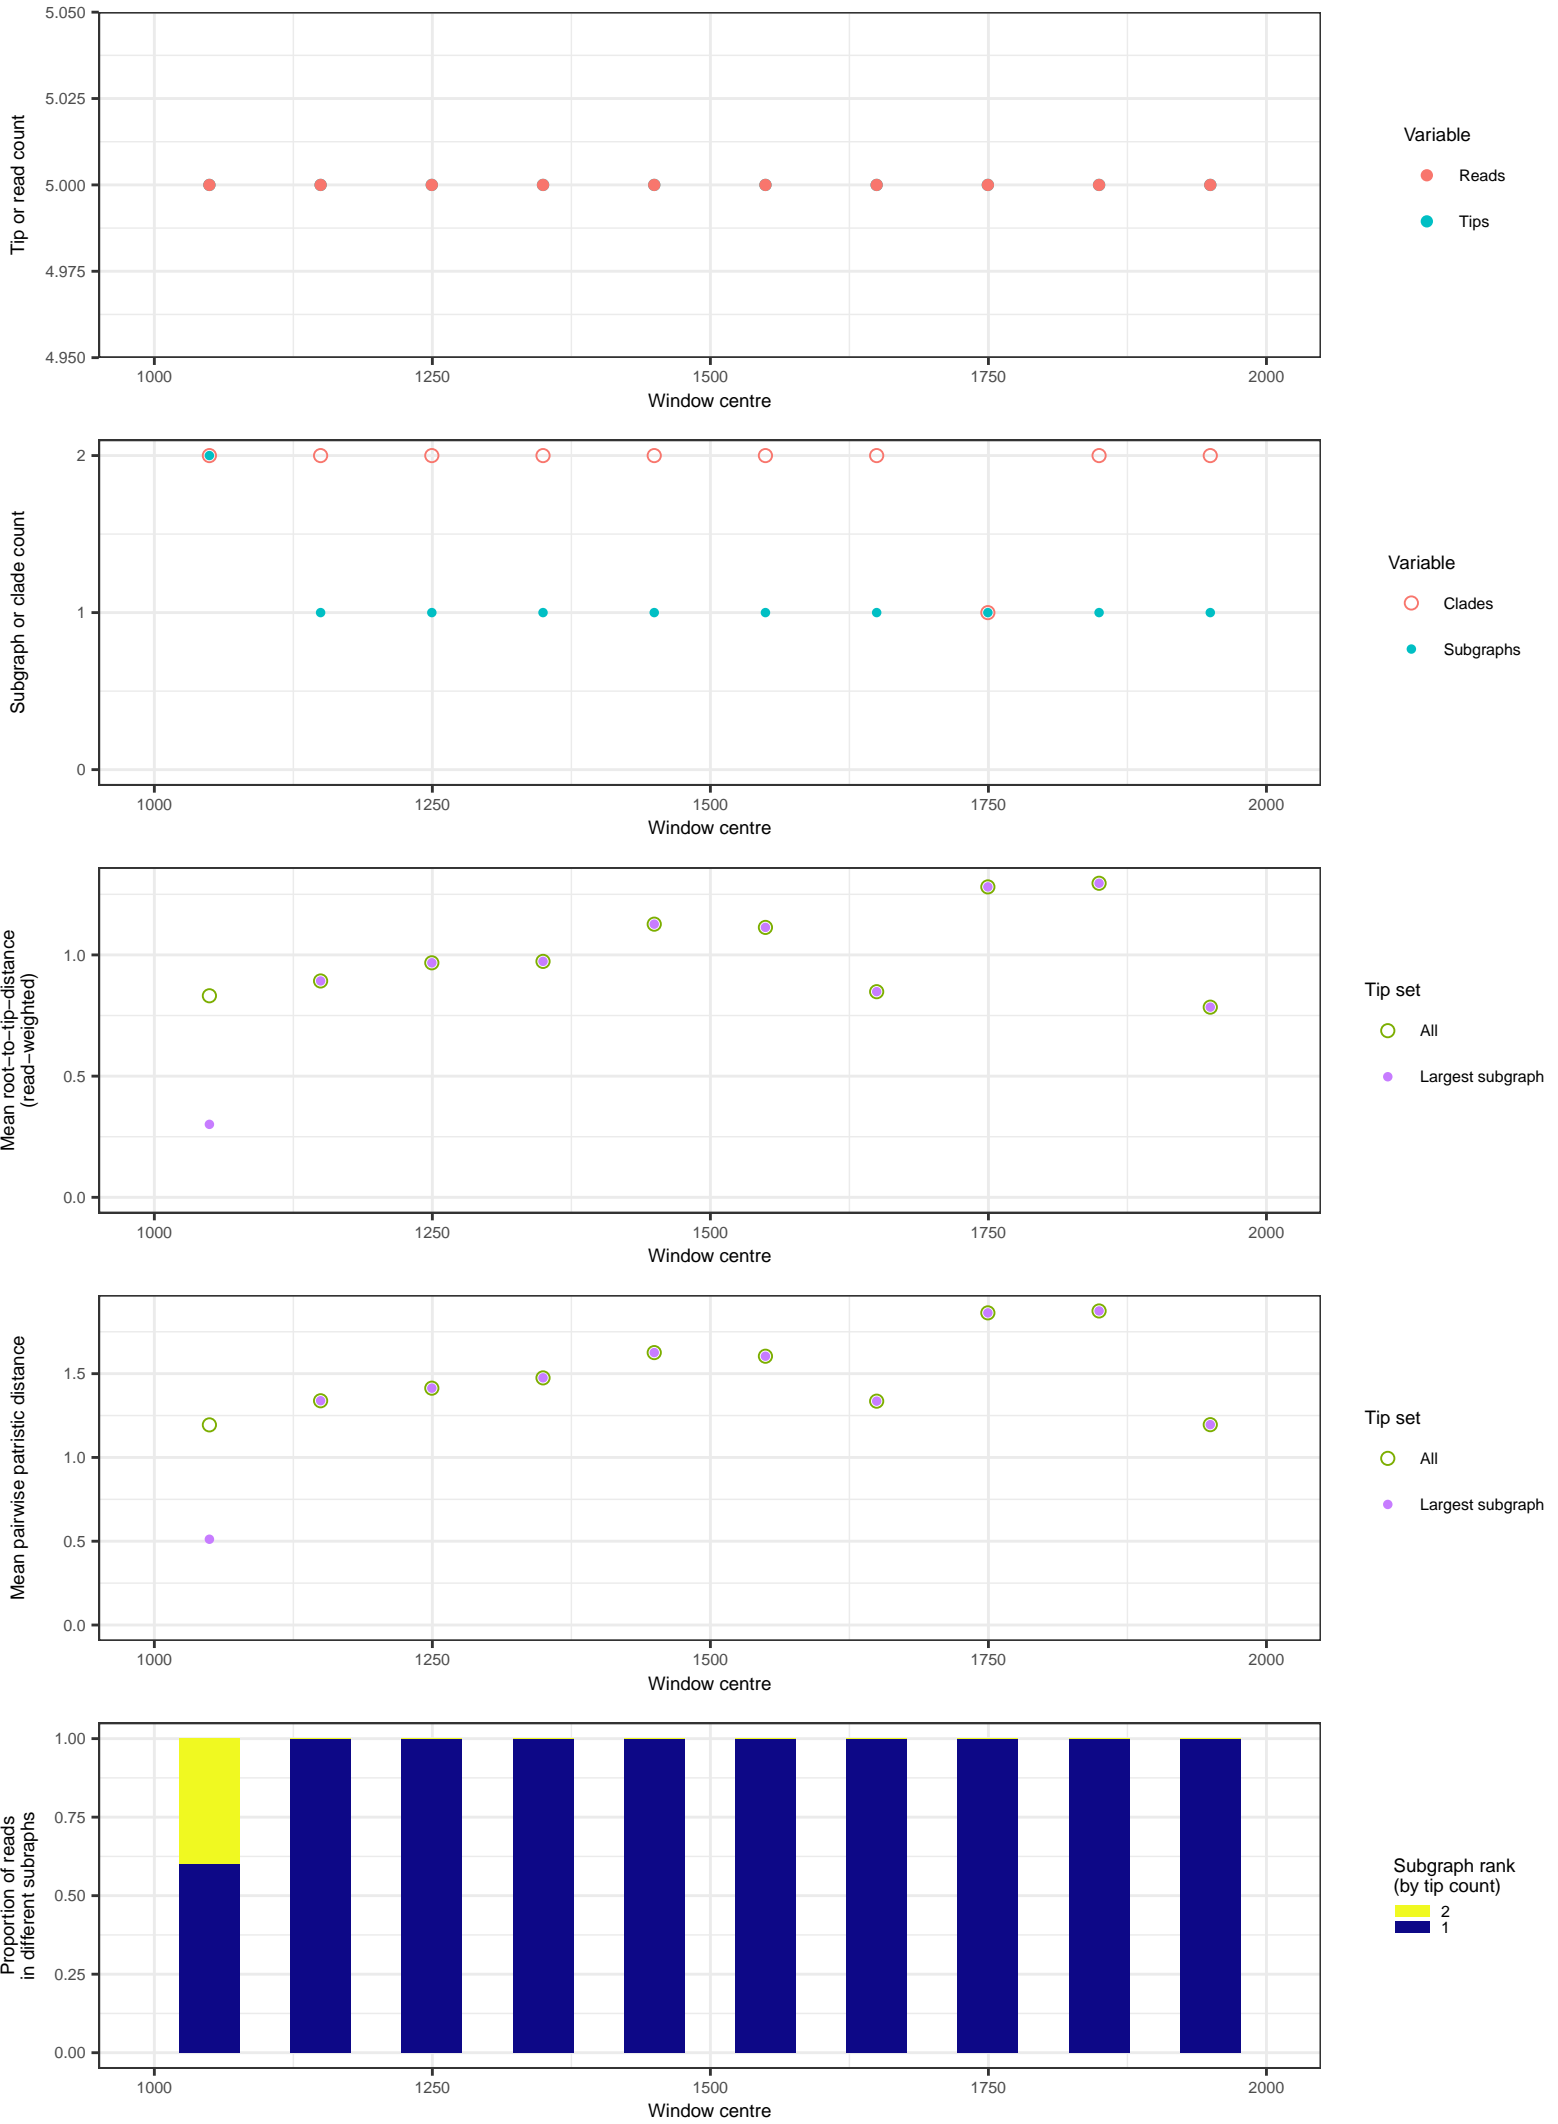 5.050
5.025
5.000
4.975
4.950
Tip or read count
1000 1250 1500 1750 2000
Window centre
Variable
Reads
Tips
2
1
0
Subgraph or clade count
1000 1250 1500 1750 2000
Window centre
Variable
Clades
Subgraphs
1.0
0.5
0.0
Mean root−to−tip−distance
(read−weighted)
1000 1250 1500 1750 2000
Window centre
Tip set
All
Largest subgraph
1.5
1.0
0.5
0.0
Mean pairwise patristic distance
1000 1250 1500 1750 2000
Window centre
Tip set
All
Largest subgraph
1.00
0.75
0.50
0.25
0.00
Proportion of reads
in different subraphs
1000 1250 1500 1750 2000
Window centre
Subgraph rank
(by tip count)
2
1